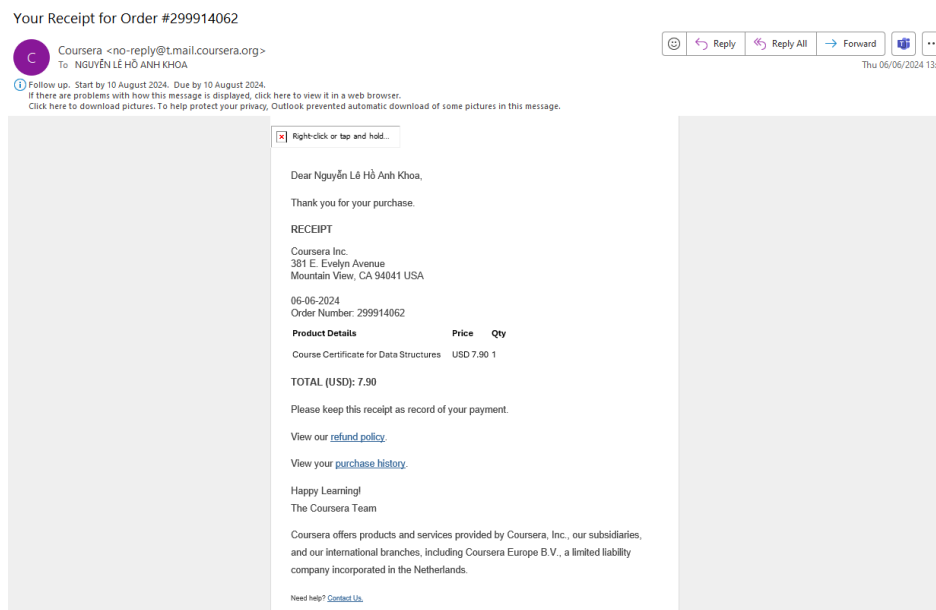 Your Receipt for Order #299914062
C
Coursera <no-reply@t.mail.coursera.org>
To NGUYỄN LÊ HỒ ANH KHOA
Reply
Reply All
Forward
Thu 06/06/2024 13:
Follow up. Start by 10 August 2024. Due by 10 August 2024.
If there are problems with how this message is displayed, click here to view it in a web browser.
Click here to download pictures. To help protect your privacy, Outlook prevented automatic download of some pictures in this message.
Right-click or tap and hold...
Dear Nguyễn Lê Hồ Anh Khoa,
Thank you for your purchase.
RECEIPT
Coursera Inc.
381 E. Evelyn Avenue
Mountain View, CA 94041 USA
06-06-2024
Order Number: 299914062
Product Details Price Qty
Course Certificate for Data Structures USD 7.90 1
TOTAL (USD): 7.90
Please keep this receipt as record of your payment.
View our refund policy.
View your purchase history.
Happy Learning!
The Coursera Team
Coursera offers products and services provided by Coursera, Inc., our subsidiaries,
and our international branches, including Coursera Europe B.V., a limited liability
company incorporated in the Netherlands.
Need help? Contact Us.